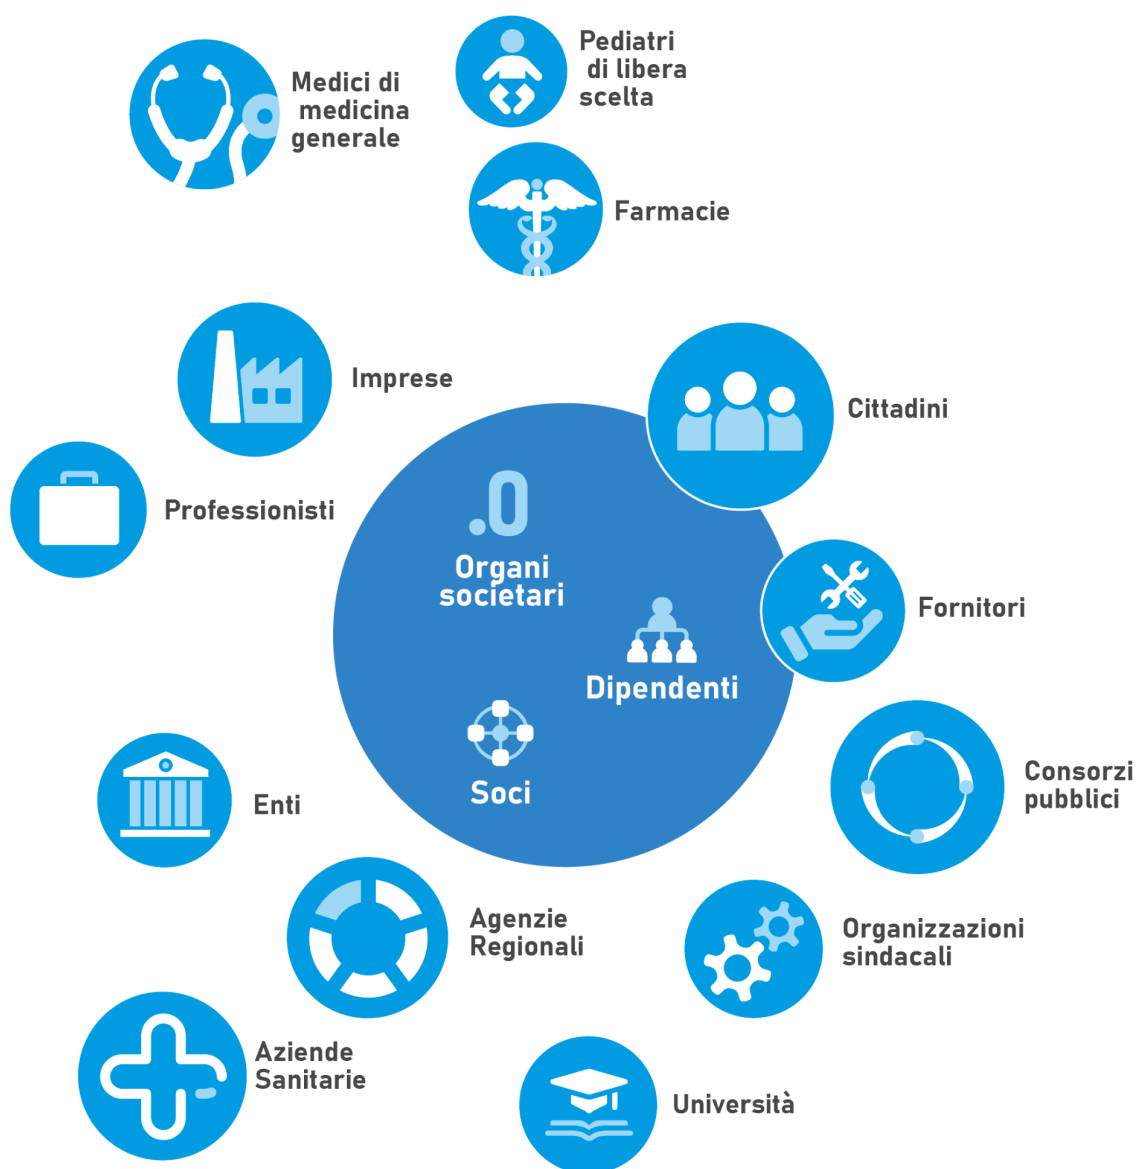 Medici di
medicina
generale
Pediatri
di libera
scelta
Farmacie
Imprese
Cittadini
Professionisti
.0
Organi
societari
Fornitori
Dipendenti
Soci
Enti
Consorzi
pubblici
Agenzie
Regionali
Organizzazioni
sindacali
Aziende
Sanitarie
Università